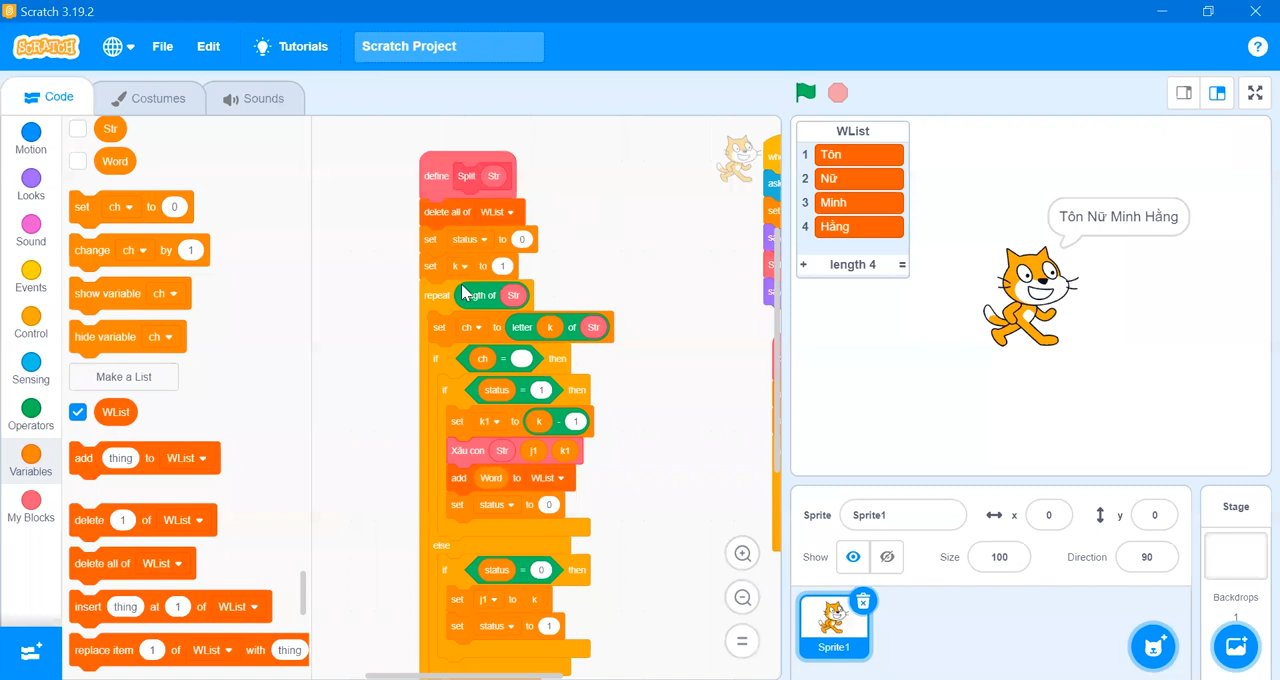 Scratch 3.19.2
SCRATCH File Edit Tutorials Scratch Project ?
Code Costumes Sounds
Motion
Looks
Sound
Events
Control
Sensing
Operators
Variables
My Blocks
Str
Word
set ch to 0
change ch by 1
show variable ch
hide variable ch
Make a List
WList
add thing to WList
delete 1 of WList
delete all of WList
insert thing at 1 of WList
replace item 1 of WList with thing
define Split Str
delete all of WList
set status to 0
set k to 1
repeat length of Str
set ch to letter k of Str
if ch = then
if status = 1 then
set k1 to k - 1
Xâu con Str j1 k1
add Word to WList
set status to 0
else
if status = 0 then
set j1 to k
set status to 1
WList
1 Tôn
2 Nữ
3 Minh
4 Hằng
+ length 4 =
Tôn Nữ Minh Hằng
Sprite Sprite1 x 0 y 0
Show Size 100 Direction 90
Sprite1
Stage
Backdrops
1